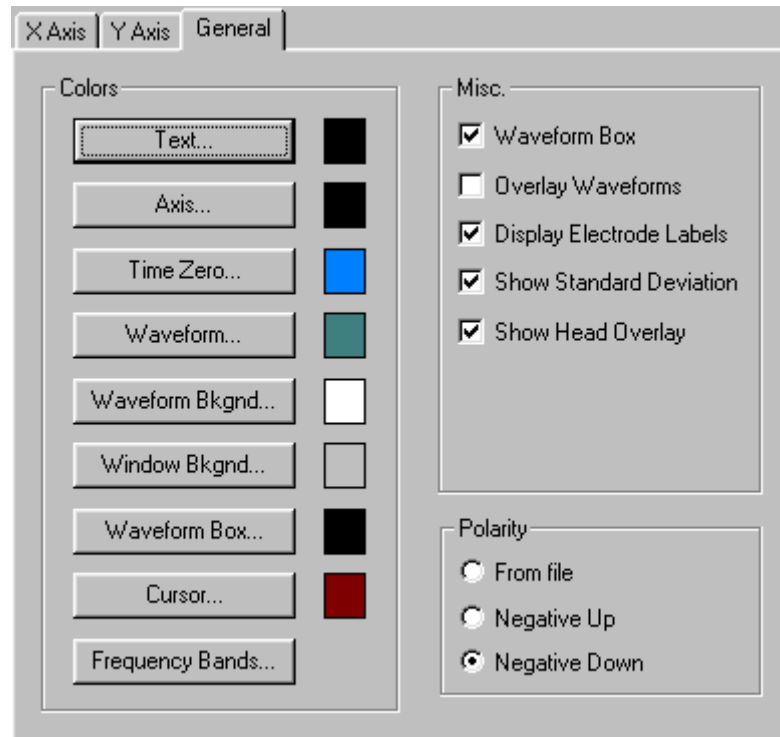 X Axis
Y Axis
General
Colors
Text...
Axis...
Time Zero...
Waveform...
Waveform Bkgnd...
Window Bkgnd...
Waveform Box...
Cursor...
Frequency Bands...
Misc.
Waveform Box
Overlay Waveforms
Display Electrode Labels
Show Standard Deviation
Show Head Overlay
Polarity
From file
Negative Up
Negative Down